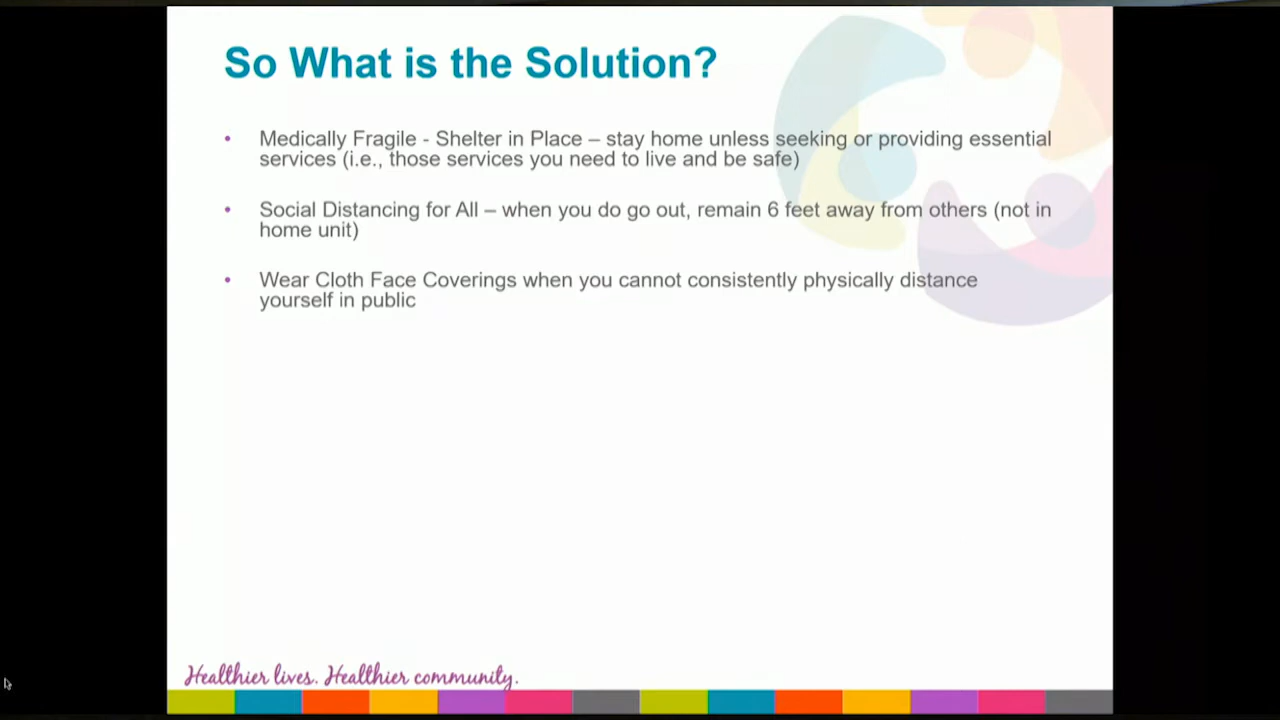 So What is the Solution?
• Medically Fragile - Shelter in Place – stay home unless seeking or providing essential
services (i.e., those services you need to live and be safe)
• Social Distancing for All – when you do go out, remain 6 feet away from others (not in
home unit)
• Wear Cloth Face Coverings when you cannot consistently physically distance
yourself in public
Healthier lives. Healthier community.